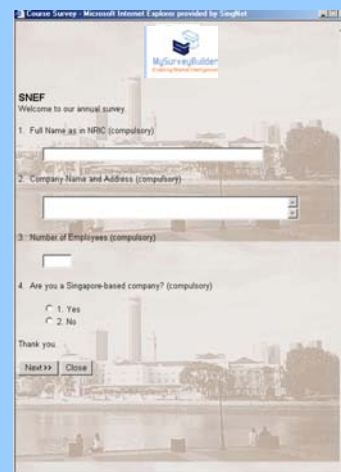 Course Survey - Microsoft Internet Explorer provided by SingNet
MySurveyBuilder
SNEF
Welcome to our annual survey.
1. Full Name as in NRIC (compulsory)
2. Company Name and Address (compulsory)
3. Number of Employees (compulsory)
4. Are you a Singapore-based company? (compulsory)
1. Yes
2. No
Thank you.
Next >> Close